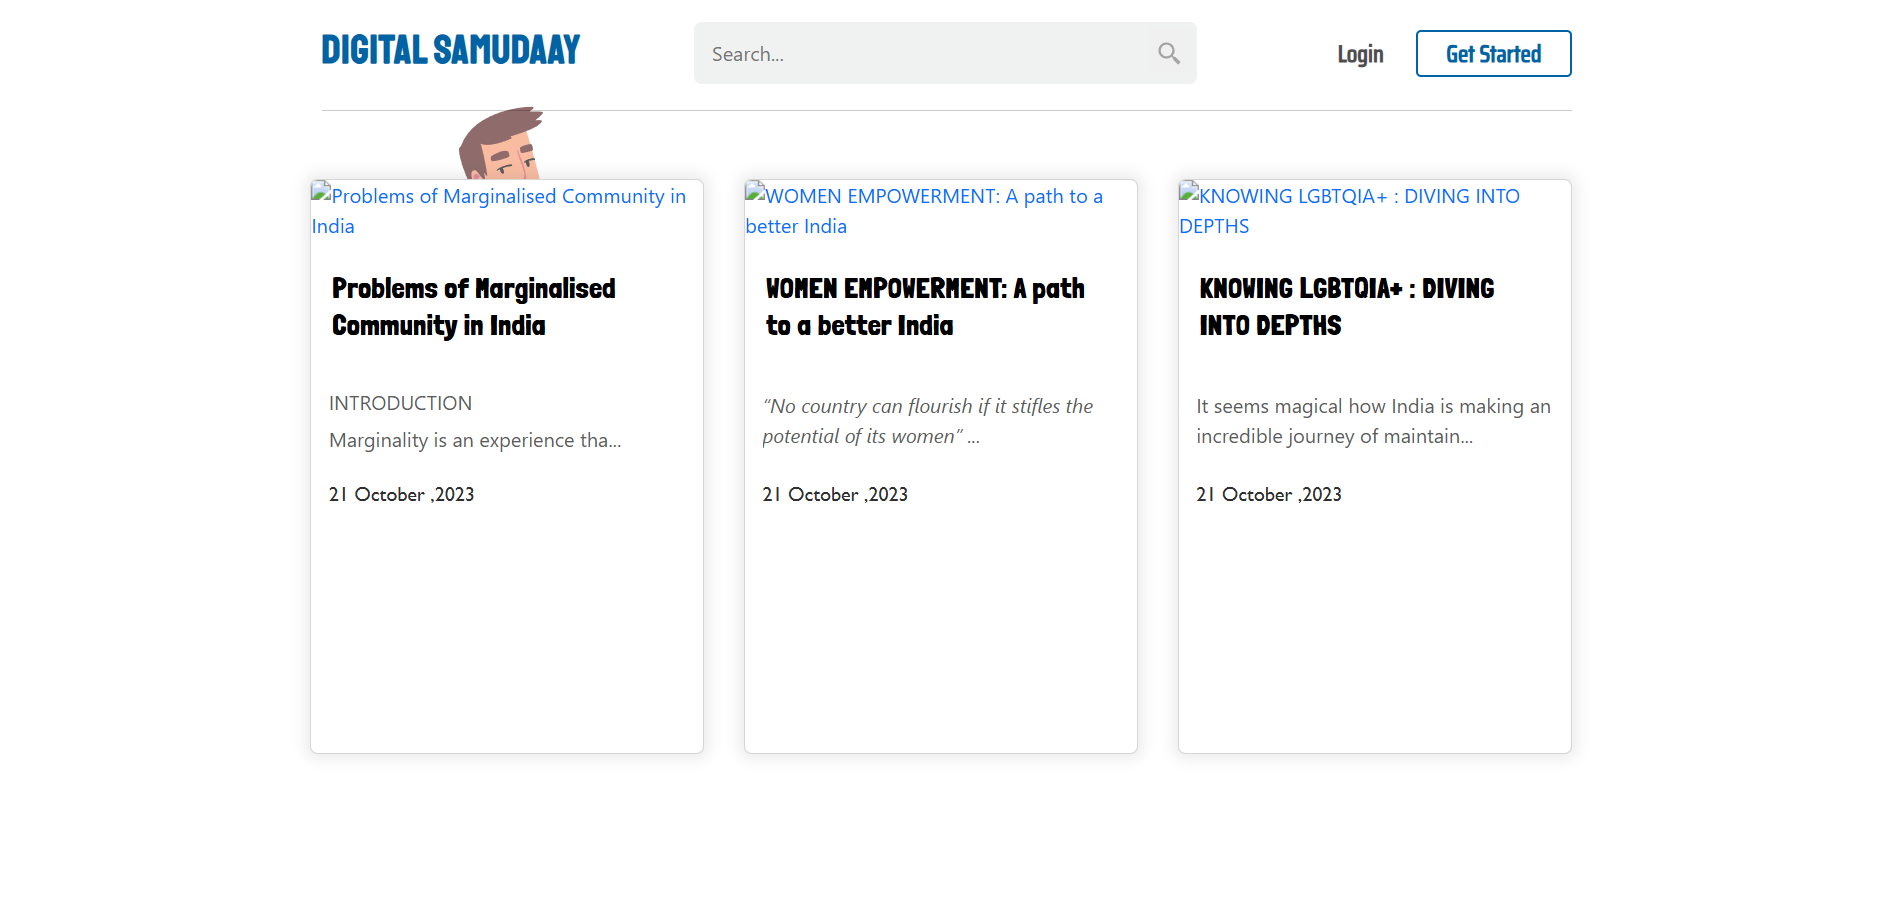 DIGITAL SAMUDAAY
Search...
Login
Get Started
Problems of Marginalised Community in
India
Problems of Marginalised
Community in India
INTRODUCTION
Marginality is an experience tha...
21 October ,2023
WOMEN EMPOWERMENT: A path to a
better India
WOMEN EMPOWERMENT: A path
to a better India
“No country can flourish if it stifles the
potential of its women” ...
21 October ,2023
KNOWING LGBTQIA+ : DIVING INTO
DEPTHS
KNOWING LGBTQIA+ : DIVING
INTO DEPTHS
It seems magical how India is making an
incredible journey of maintain...
21 October ,2023